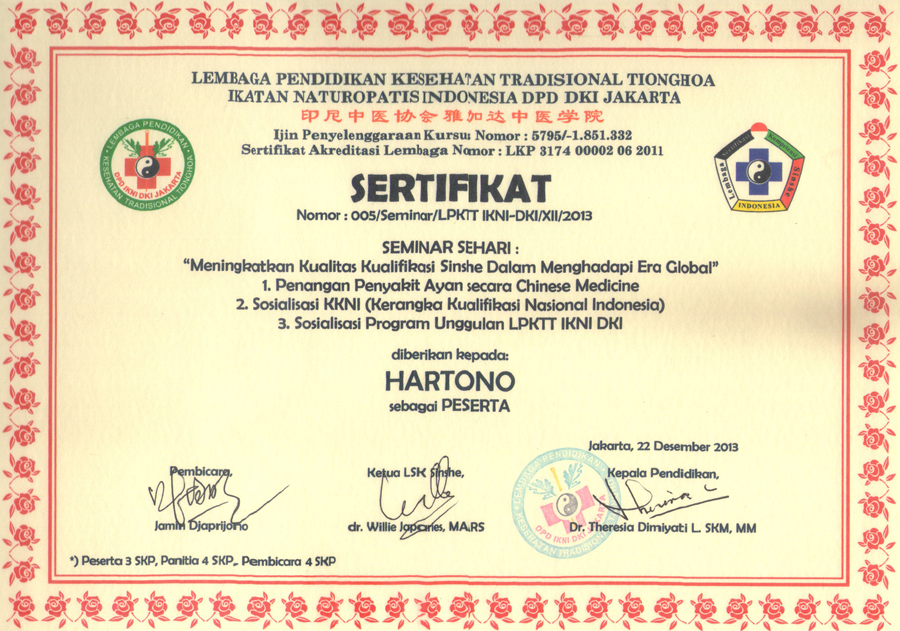 LEMBAGA PENDIDIKAN KESEHATAN TRADISIONAL TIONGHOA
IKATAN NATUROPATIS INDONESIA DPD DKI JAKARTA
印尼中医协会雅加达中医学院
Ijin Penyelenggaraan Kursu: Nomor : 5795/-1.851.332
Sertifikat Akreditasi Lembaga Nomor : LKP 3174 00002 06 2011
LEMBAGA PENDIDIKAN
KESEHATAN TRADISIONAL TIONGHOA
DPD IKNI DKI JAKARTA
Lembaga Sertifikasi Kompetensi Sinshe
INDONESIA
SERTIFIKAT
Nomor : 005/Seminar/LPKTT IKNI-DKI/XII/2013
SEMINAR SEHARI :
“Meningkatkan Kualitas Kualifikasi Sinshe Dalam Menghadapi Era Global”
1. Penangan Penyakit Ayan secara Chinese Medicine
2. Sosialisasi KKNI (Kerangka Kualifikasi Nasional Indonesia)
3. Sosialisasi Program Unggulan LPKTT IKNI DKI
diberikan kepada:
HARTONO
sebagai PESERTA
Jakarta, 22 Desember 2013
Pembicara,
Ketua LSK Sinshe,
Kepala Pendidikan,
Jamin Djaprijono
dr. Willie Japaries, MARS
Dr. Theresia Dimiyati L. SKM, MM
DPD IKNI DKI JAKARTA
*) Peserta 3 SKP, Panitia 4 SKP,. Pembicara 4 SKP